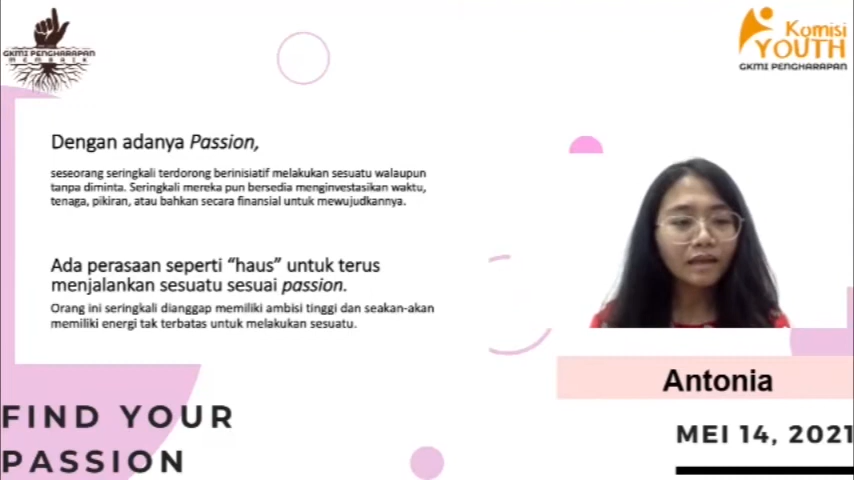 GKMI PENGHARAPAN
MEMBAIK
Komisi
YOUTH
GKMI PENGHARAPAN
Dengan adanya Passion,
seseorang seringkali terdorong berinisiatif melakukan sesuatu walaupun
tanpa diminta. Seringkali mereka pun bersedia menginvestasikan waktu,
tenaga, pikiran, atau bahkan secara finansial untuk mewujudkannya.
Ada perasaan seperti “haus” untuk terus
menjalankan sesuatu sesuai passion.
Orang ini seringkali dianggap memiliki ambisi tinggi dan seakan-akan
memiliki energi tak terbatas untuk melakukan sesuatu.
Antonia
FIND YOUR
PASSION
MEI 14, 2021